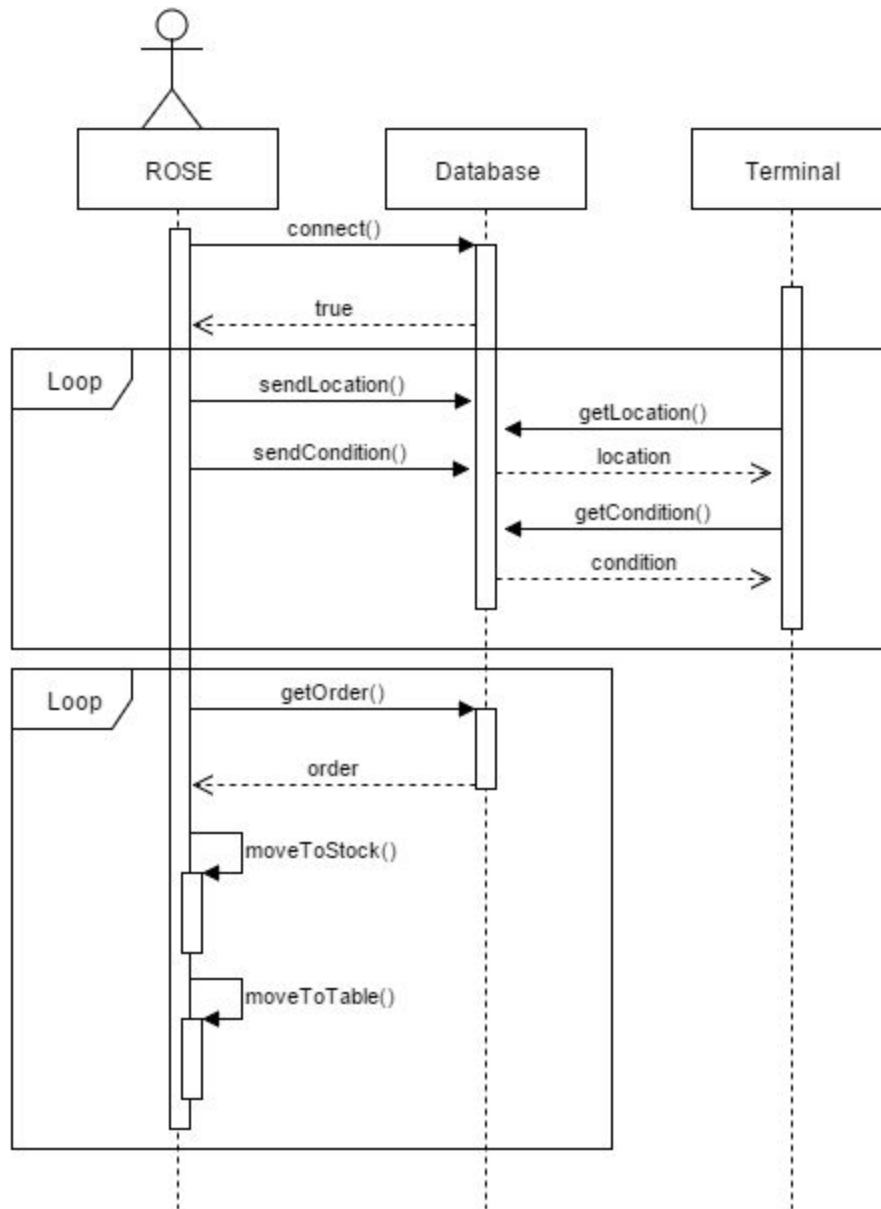 ROSE
Database
Terminal
connect()
true
Loop
sendLocation()
getLocation()
sendCondition()
location
getCondition()
condition
Loop
getOrder()
order
moveToStock()
moveToTable()